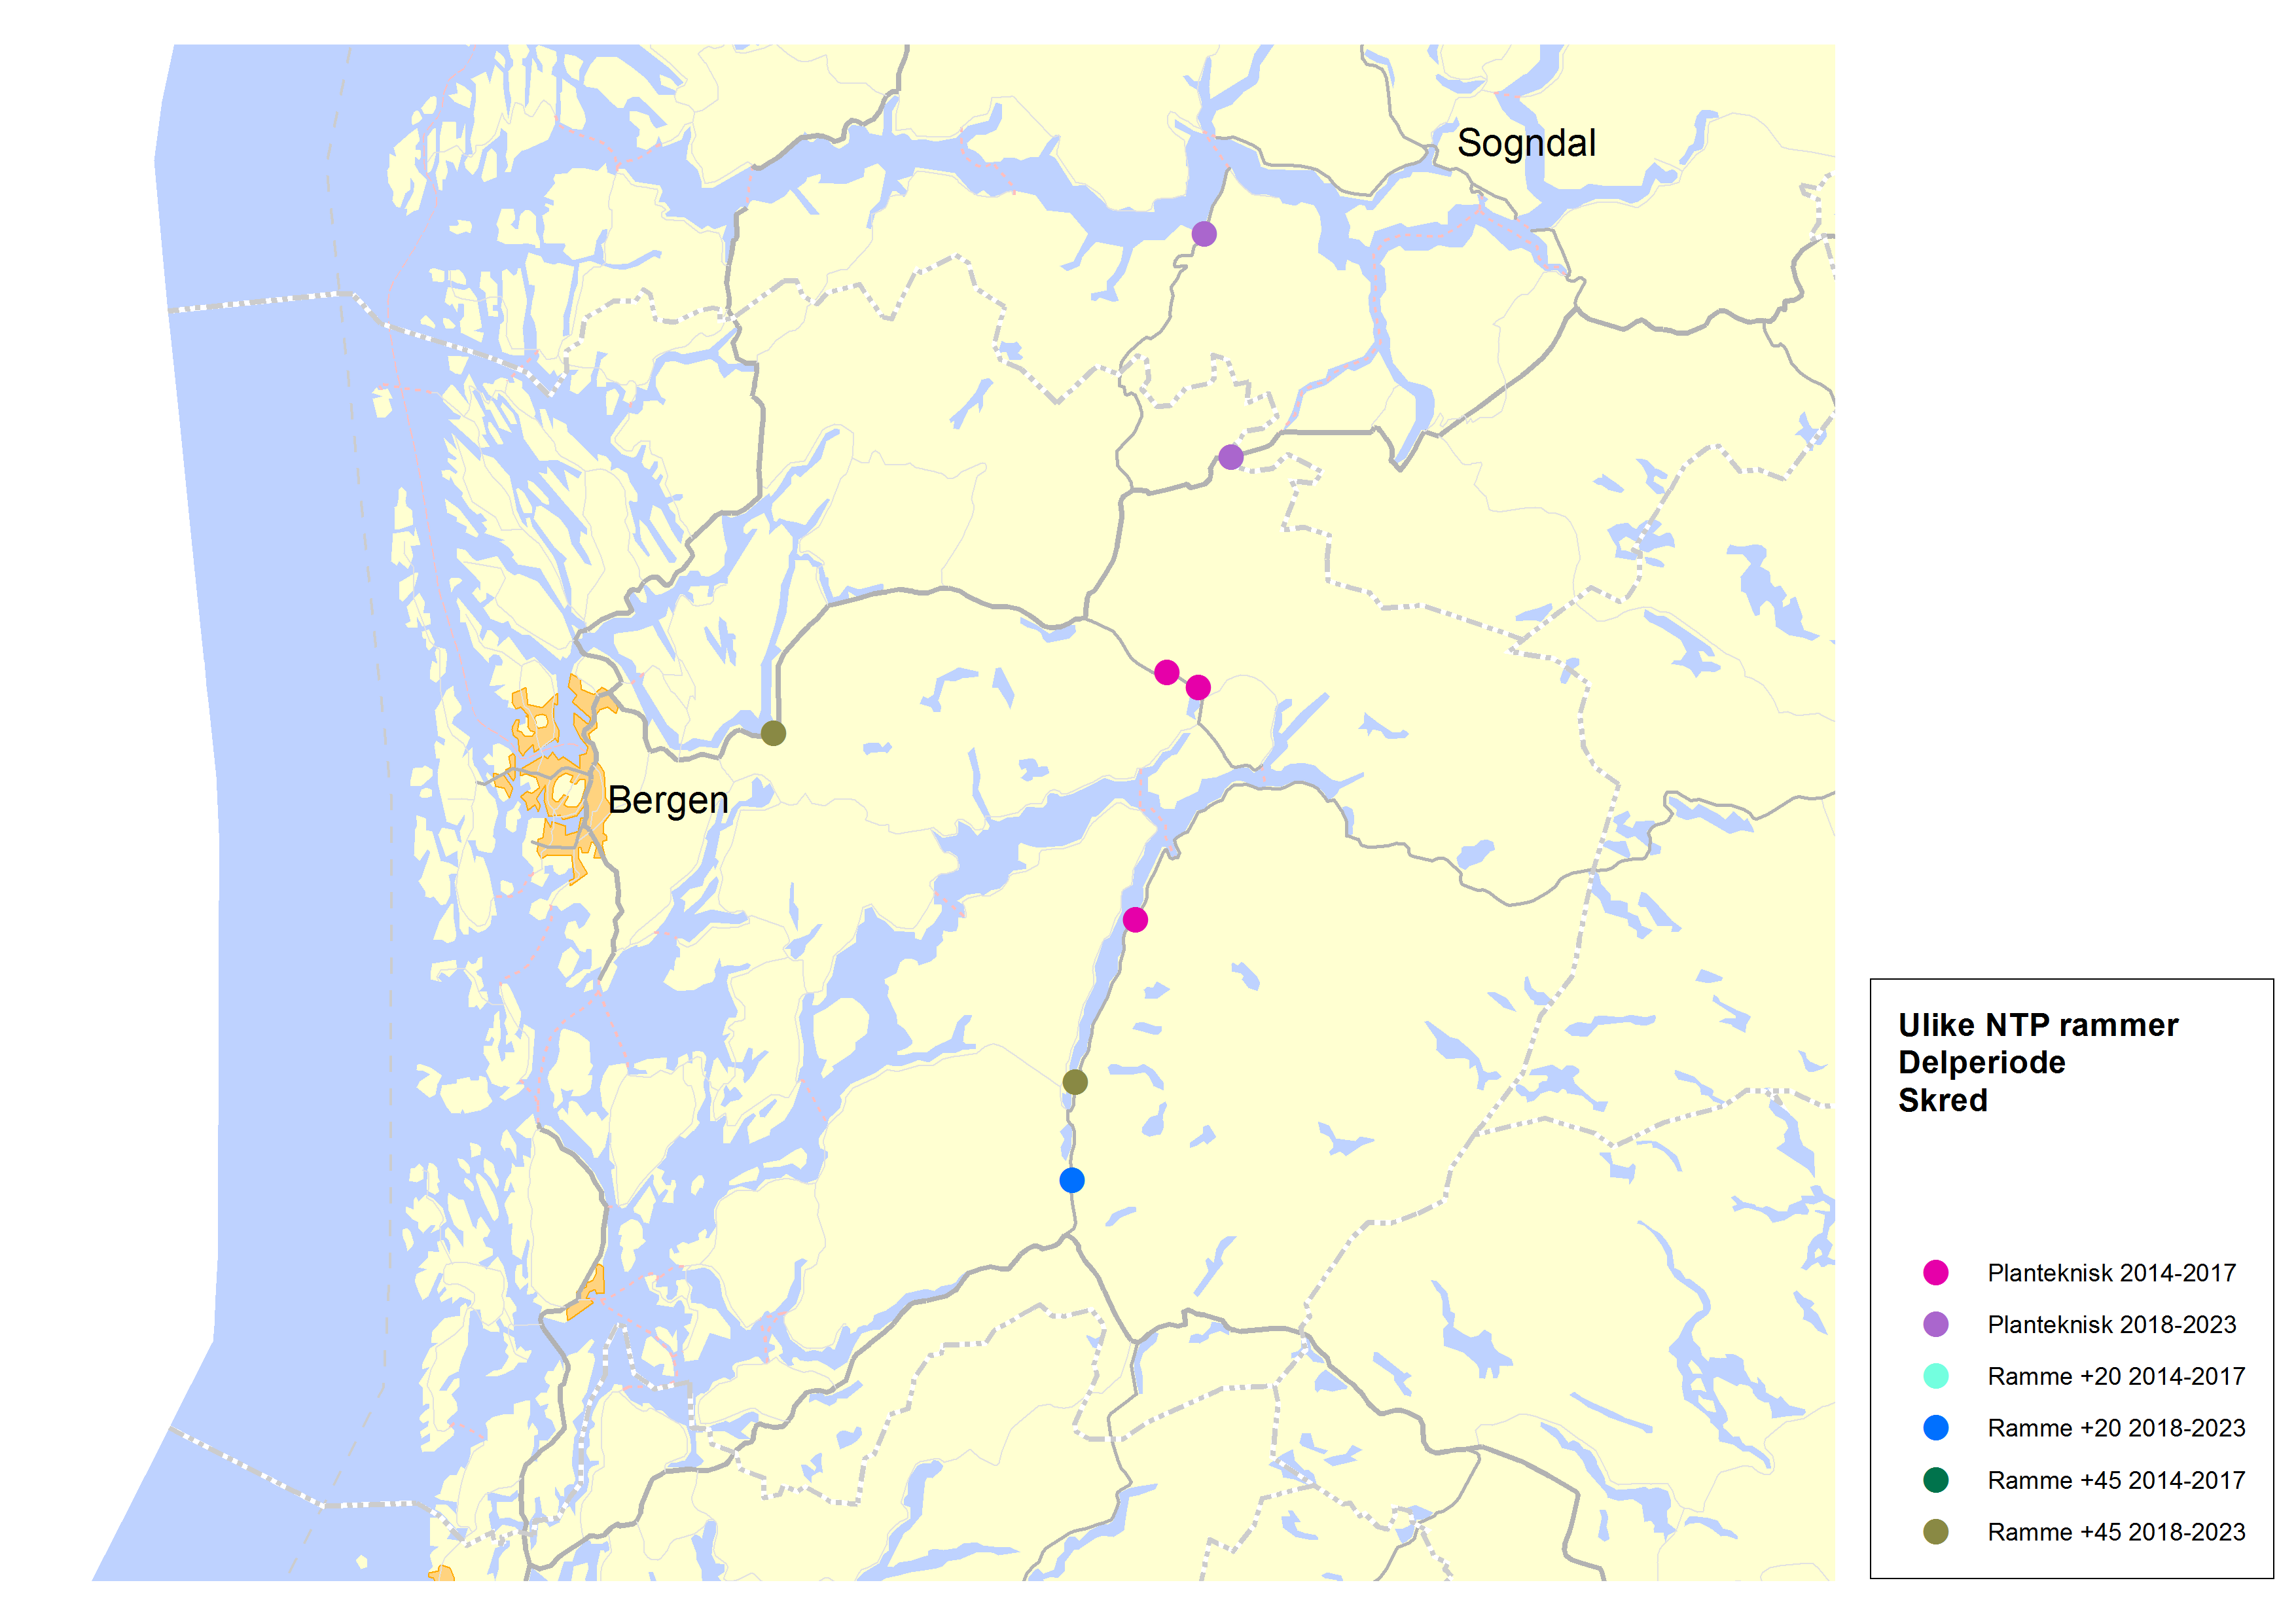 Sogndal
Bergen
Ulike NTP rammer
Delperiode
Skred
Planteknisk 2014-2017
Planteknisk 2018-2023
Ramme +20 2014-2017
Ramme +20 2018-2023
Ramme +45 2014-2017
Ramme +45 2018-2023